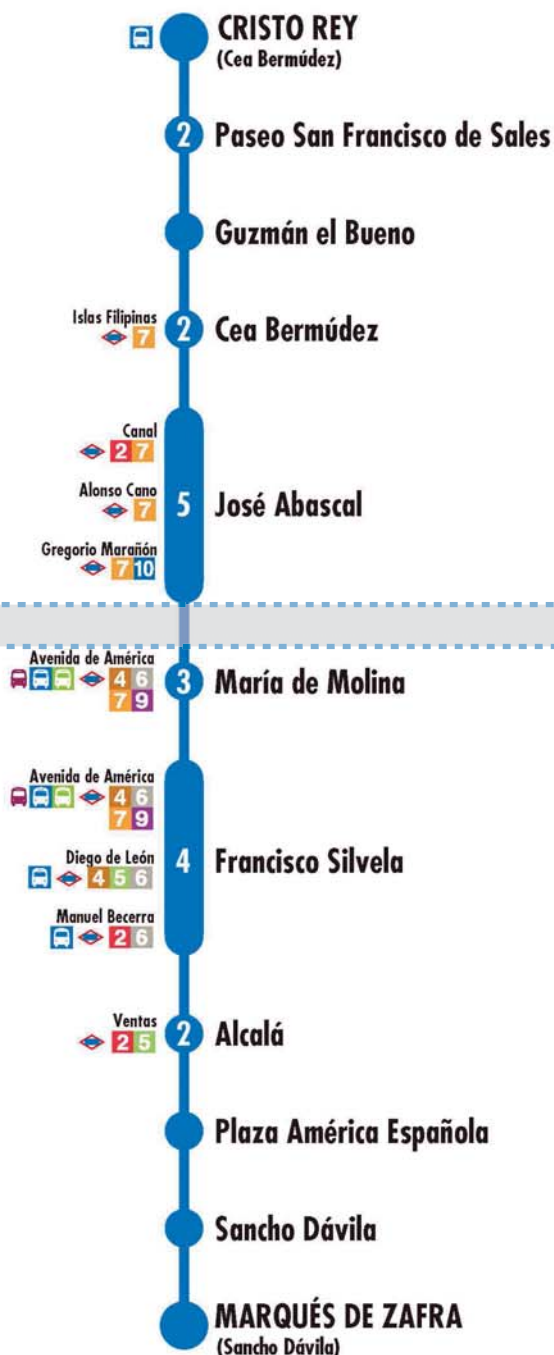 CRISTO REY
(Cea Bermúdez)
2 Paseo San Francisco de Sales
Guzmán el Bueno
Islas Filipinas
7
2 Cea Bermúdez
Canal
2 7
Alonso Cano
7
5 José Abascal
Gregorio Marañón
7 10
Avenida de América
4 6
7 9
3 María de Molina
Avenida de América
4 6
7 9
Diego de León
4 5 6
4 Francisco Silvela
Manuel Becerra
2 6
Ventas
2 5
2 Alcalá
Plaza América Española
Sancho Dávila
MARQUÉS DE ZAFRA
(Sancho Dávila)